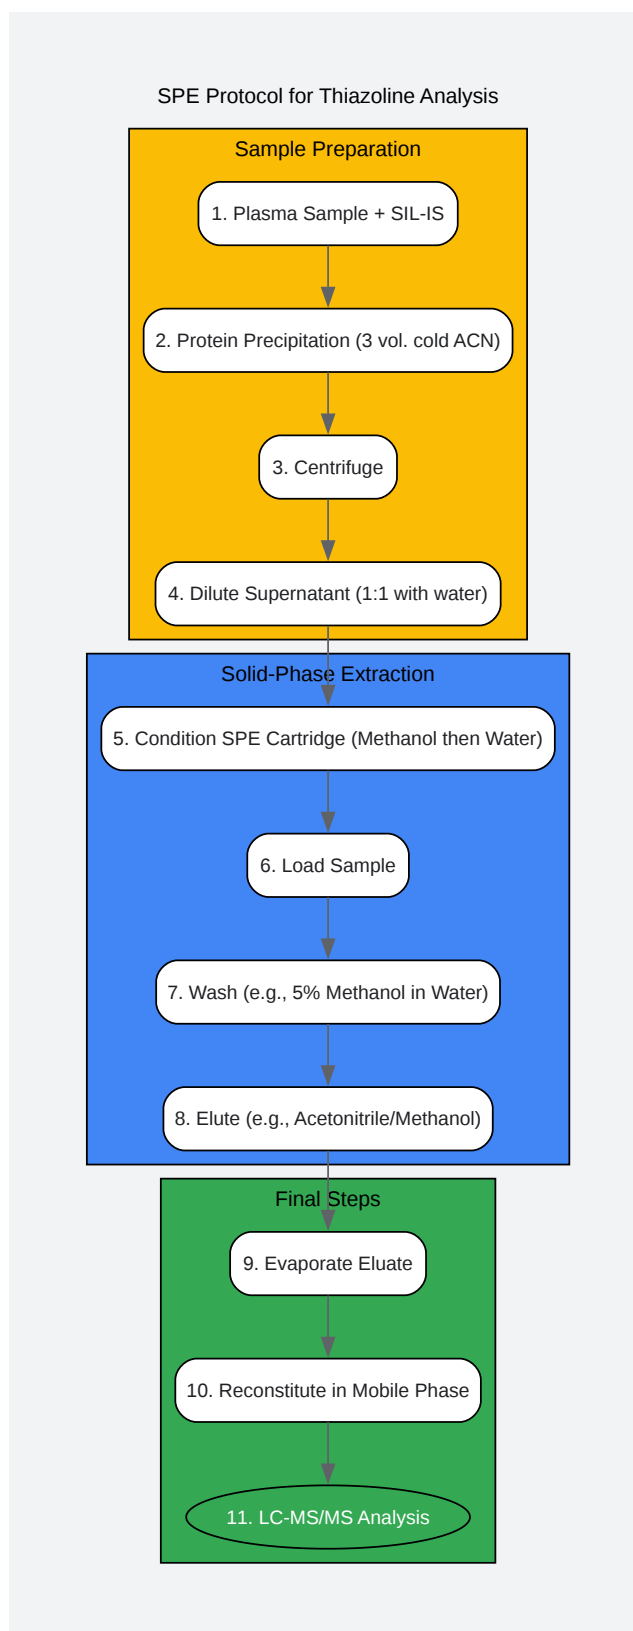 SPE Protocol for Thiazoline Analysis
Sample Preparation
1. Plasma Sample + SIL-IS
2. Protein Precipitation (3 vol. cold ACN)
3. Centrifuge
4. Dilute Supernatant (1:1 with water)
Solid-Phase Extraction
5. Condition SPE Cartridge (Methanol then Water)
6. Load Sample
7. Wash (e.g., 5% Methanol in Water)
8. Elute (e.g., Acetonitrile/Methanol)
Final Steps
9. Evaporate Eluate
10. Reconstitute in Mobile Phase
11. LC-MS/MS Analysis